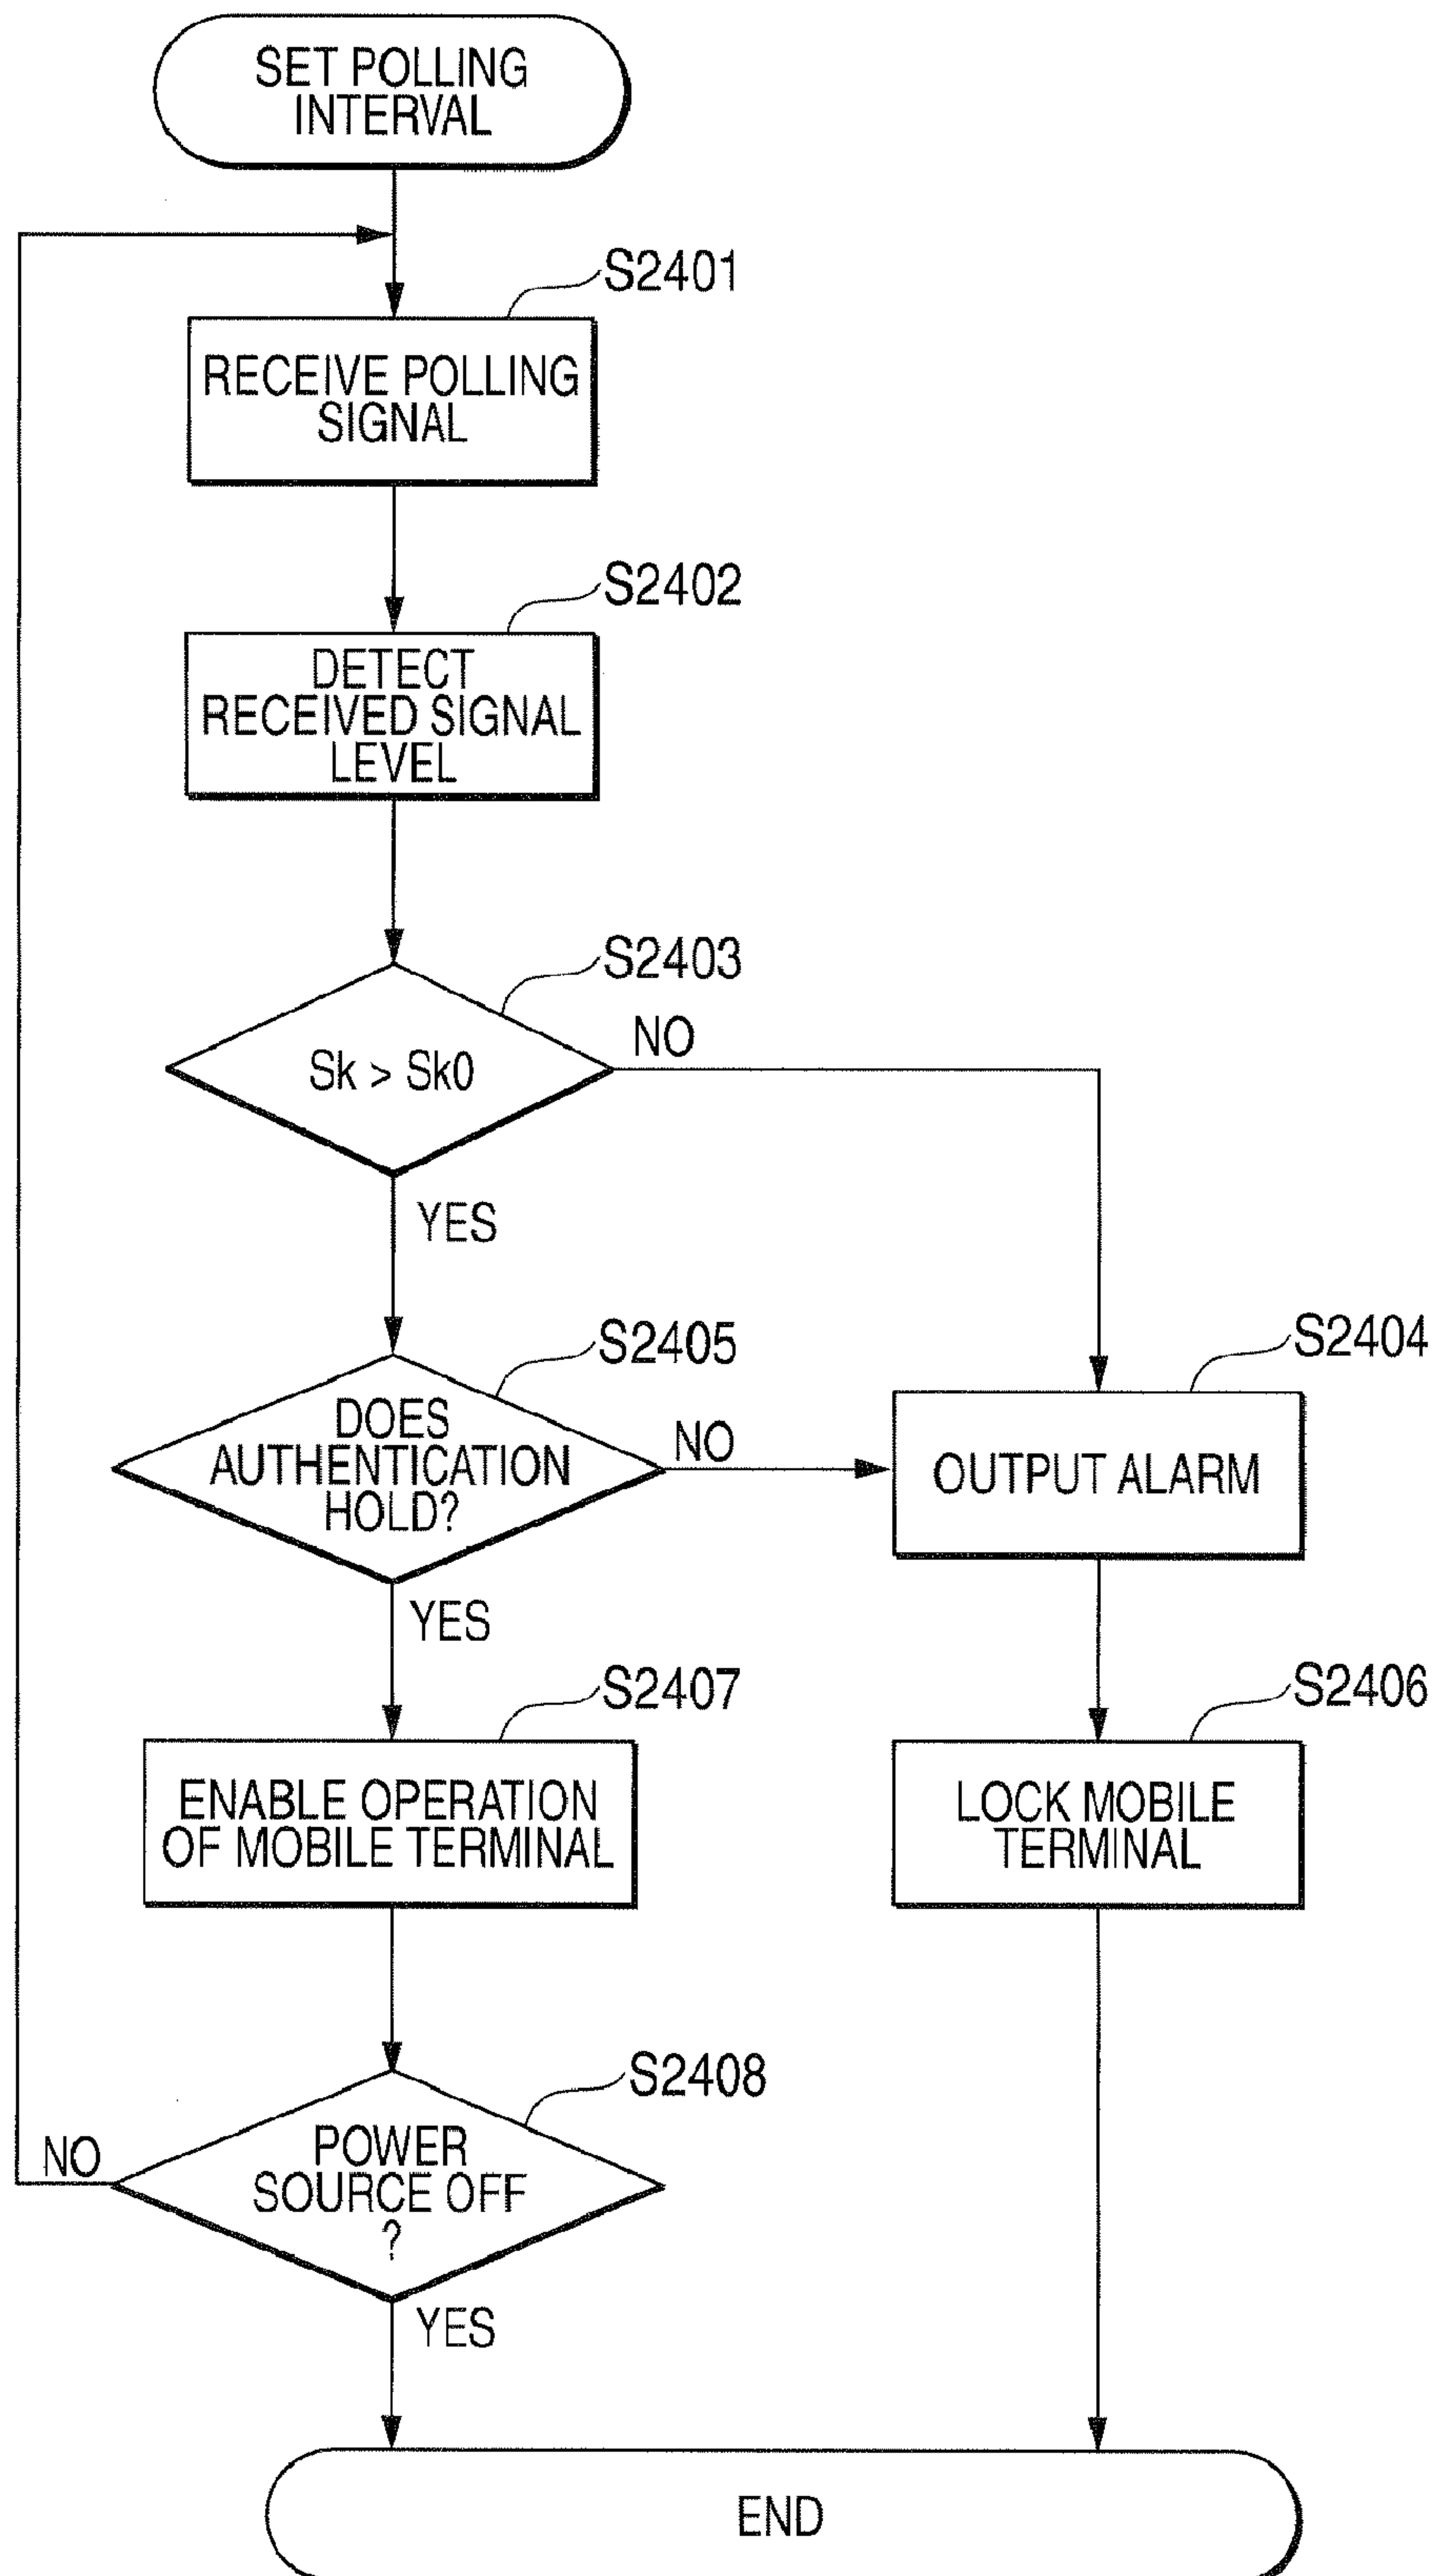 SET POLLING
INTERVAL
S2401
RECEIVE POLLING
SIGNAL
S2402
DETECT
RECEIVED SIGNAL
LEVEL
S2403
Sk > Sk0
NO
YES
S2405
DOES
AUTHENTICATION
HOLD?
NO
YES
S2404
OUTPUT ALARM
S2407
ENABLE OPERATION
OF MOBILE TERMINAL
S2406
LOCK MOBILE
TERMINAL
S2408
POWER
SOURCE OFF
?
NO
YES
END